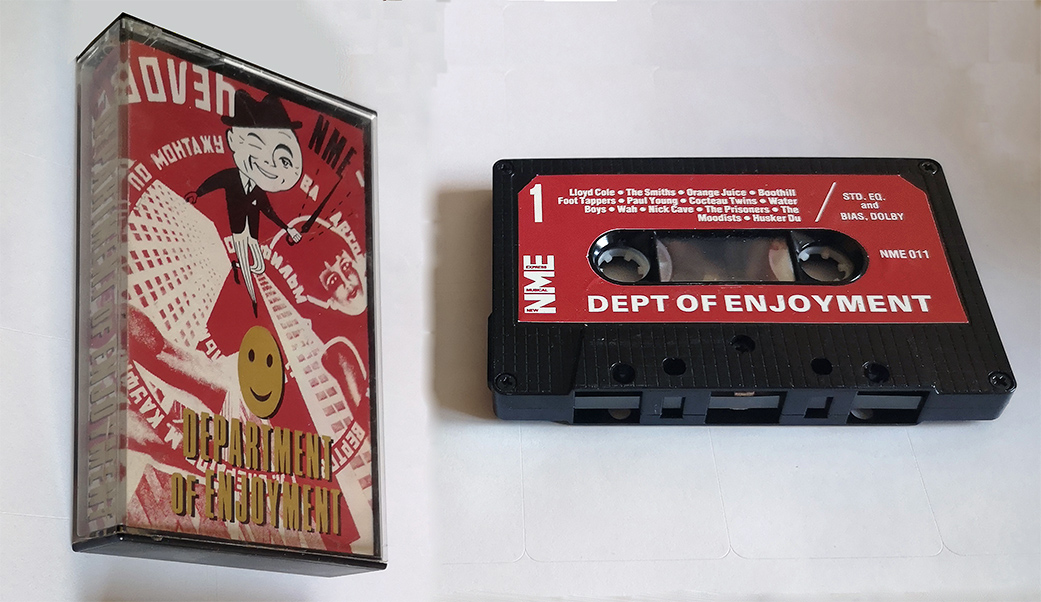 NME
ПО МОНТАЖУ
DEPARTMENT
OF ENJOYMENT
1
Lloyd Cole • The Smiths • Orange Juice • Boothill
Foot Tappers • Paul Young • Cocteau Twins • Water
Boys • Wah • Nick Cave • The Prisoners • The
Moodists • Husker Du
STD. EQ.
and
BIAS. DOLBY
NME 011
NEW MUSICAL EXPRESS
NME
DEPT OF ENJOYMENT